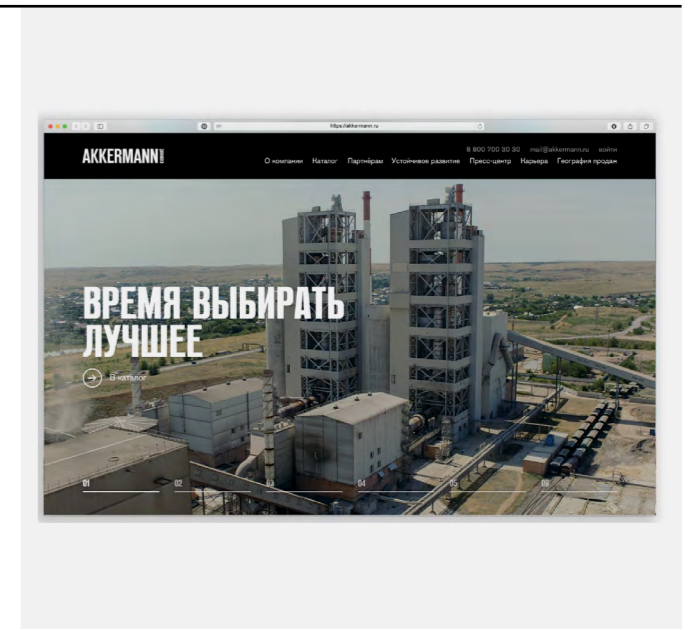 https://akkermann.ru
AKKERMANN cement
8 800 700 30 30 mail@akkermann.ru войти
О компании Каталог Партнёрам Устойчивое развитие Пресс-центр Карьера География продаж
ВРЕМЯ ВЫБИРАТЬ
ЛУЧШЕЕ
В каталог
01 02 03 04 05 06